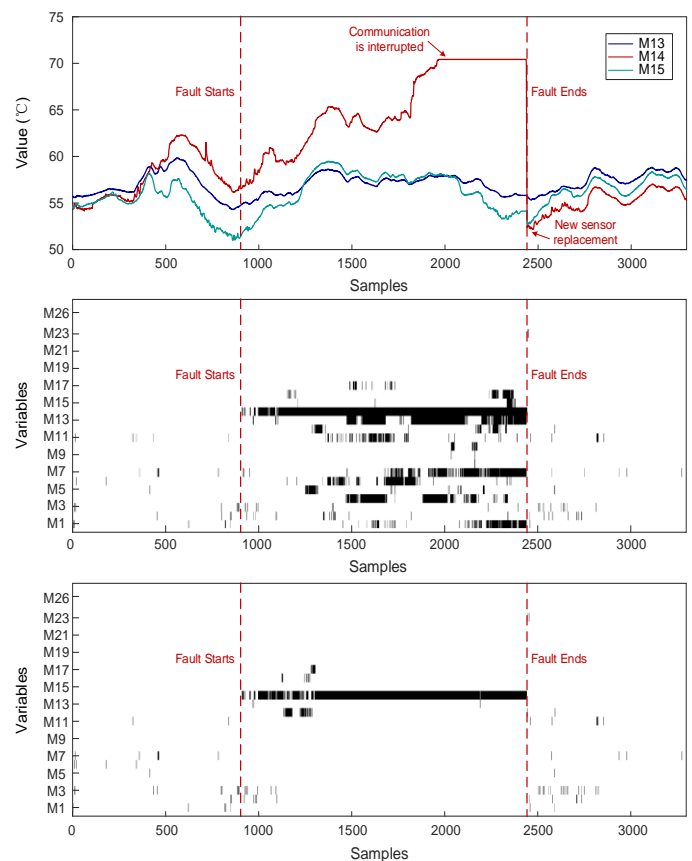 75
70
65
60
55
50
Value (℃)
Communication
is interrupted
Fault Starts
Fault Ends
New sensor
replacement
M13
M14
M15
0
500
1000
1500
2000
2500
3000
Samples
M26
M23
M21
M19
M17
M15
M13
M11
M9
M7
M5
M3
M1
Variables
Fault Starts
Fault Ends
0
500
1000
1500
2000
2500
3000
Samples
M26
M23
M21
M19
M17
M15
M13
M11
M9
M7
M5
M3
M1
Variables
Fault Starts
Fault Ends
0
500
1000
1500
2000
2500
3000
Samples